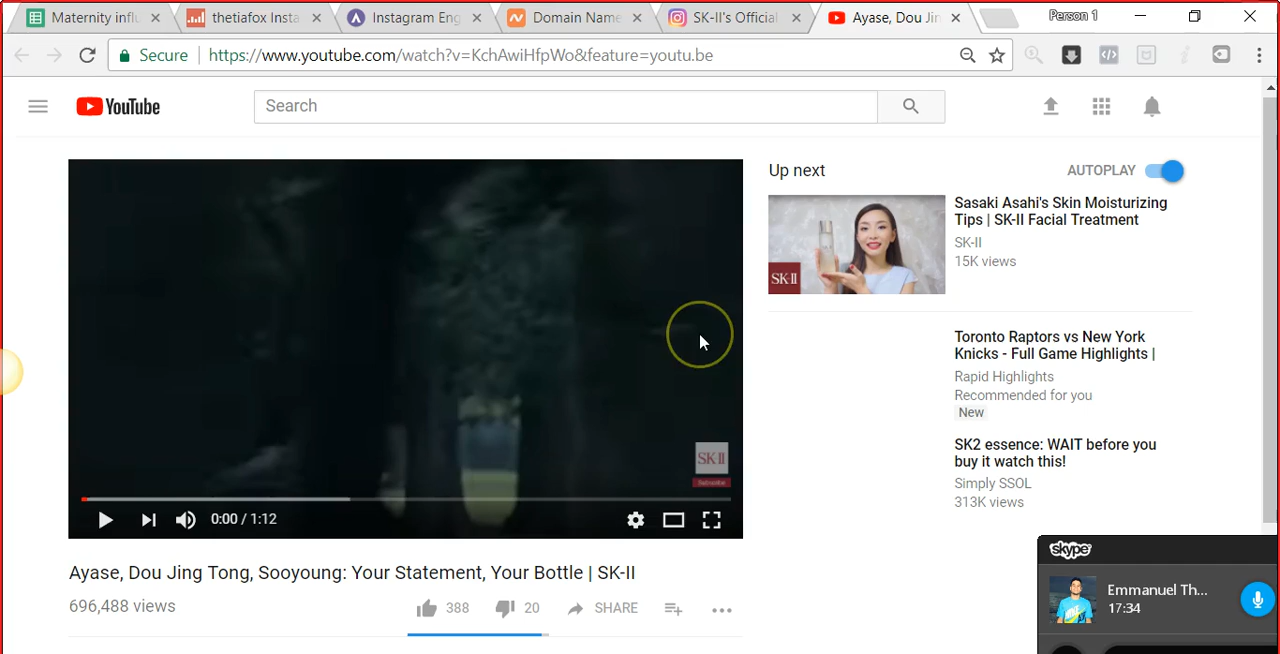 Maternity influ
thetiafox Insta
Instagram Eng
Domain Name
SK-II's Official
Ayase, Dou Jin
Person 1
Secure
https://www.youtube.com/watch?v=KchAwiHfpWo&feature=youtu.be
YouTube
Search
SK-II
Subscribe
0:00 / 1:12
Ayase, Dou Jing Tong, Sooyoung: Your Statement, Your Bottle | SK-II
696,488 views
388
20
SHARE
Up next
AUTOPLAY
SK-II
Sasaki Asahi's Skin Moisturizing
Tips | SK-II Facial Treatment
SK-II
15K views
Toronto Raptors vs New York
Knicks - Full Game Highlights |
Rapid Highlights
Recommended for you
New
SK2 essence: WAIT before you
buy it watch this!
Simply SSOL
313K views
skype
Emmanuel Th...
17:34